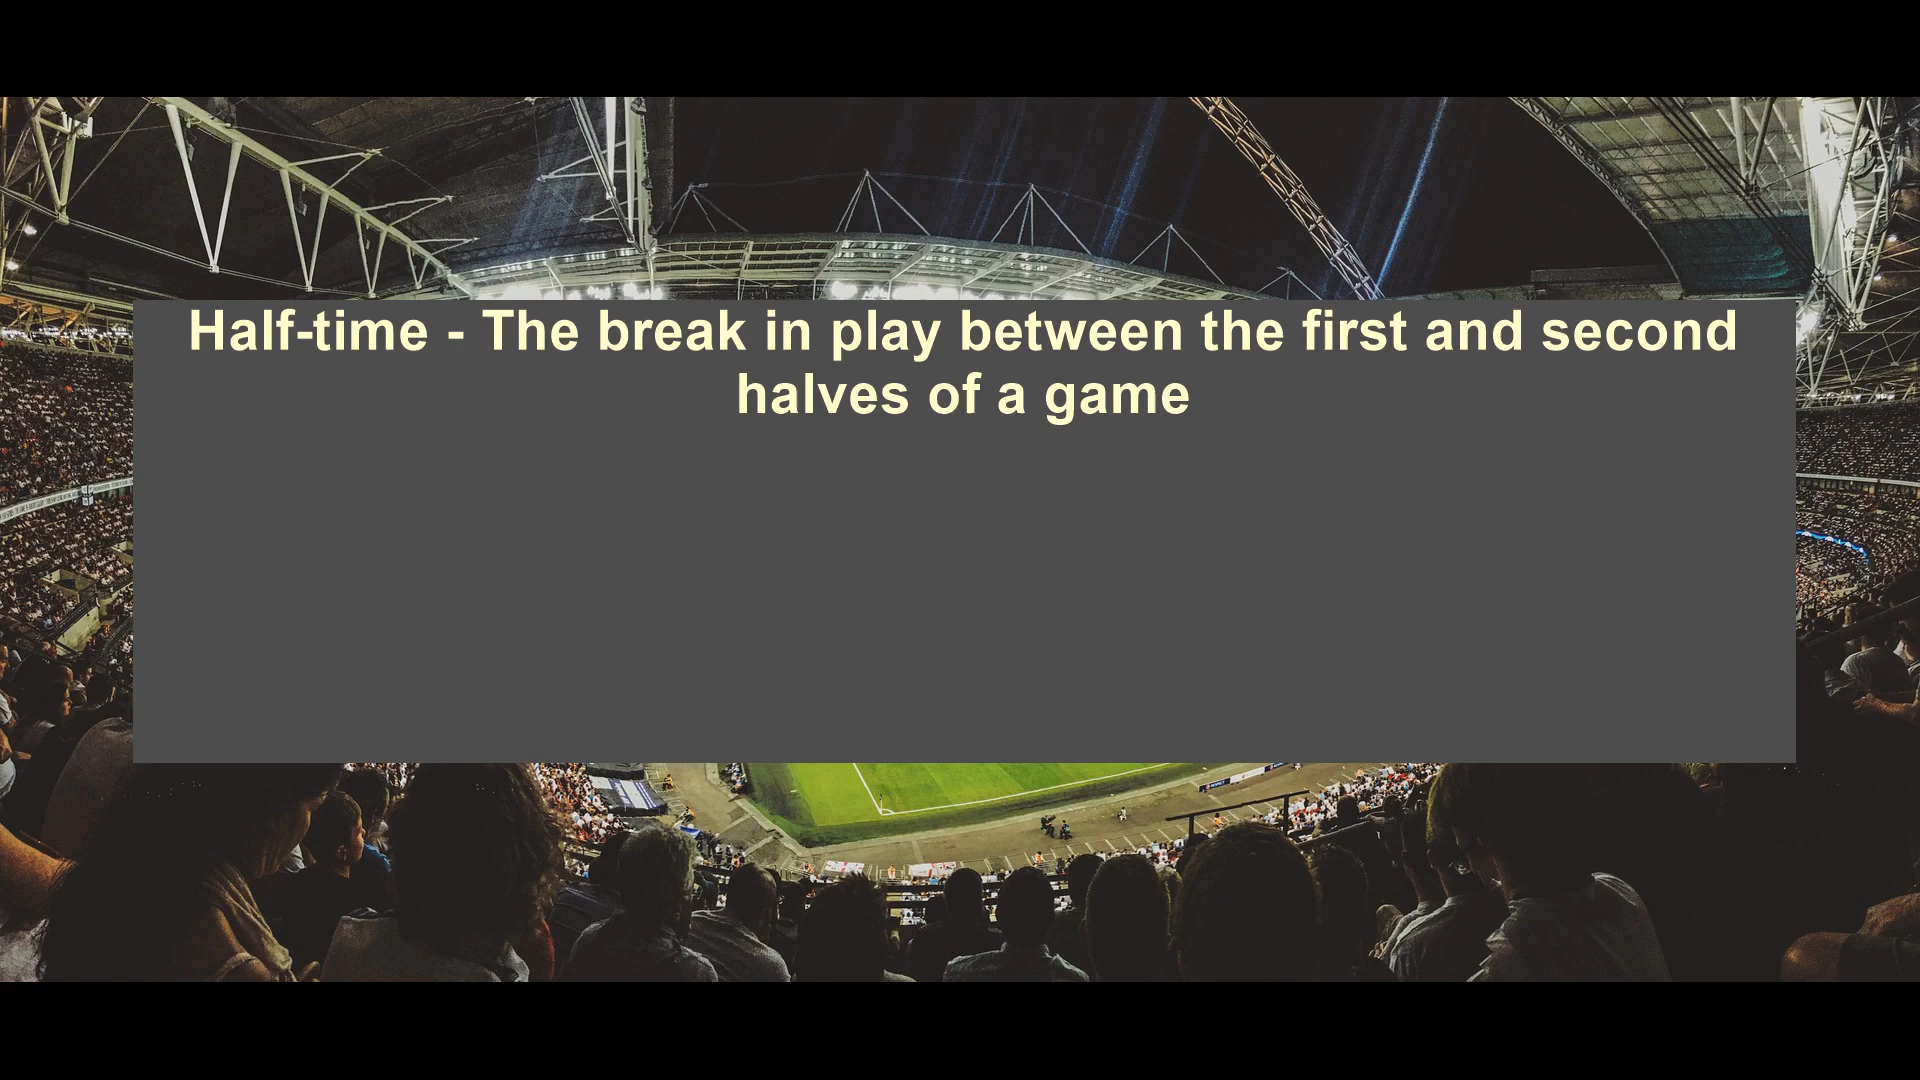 Half-time - The break in play between the first and second
halves of a game